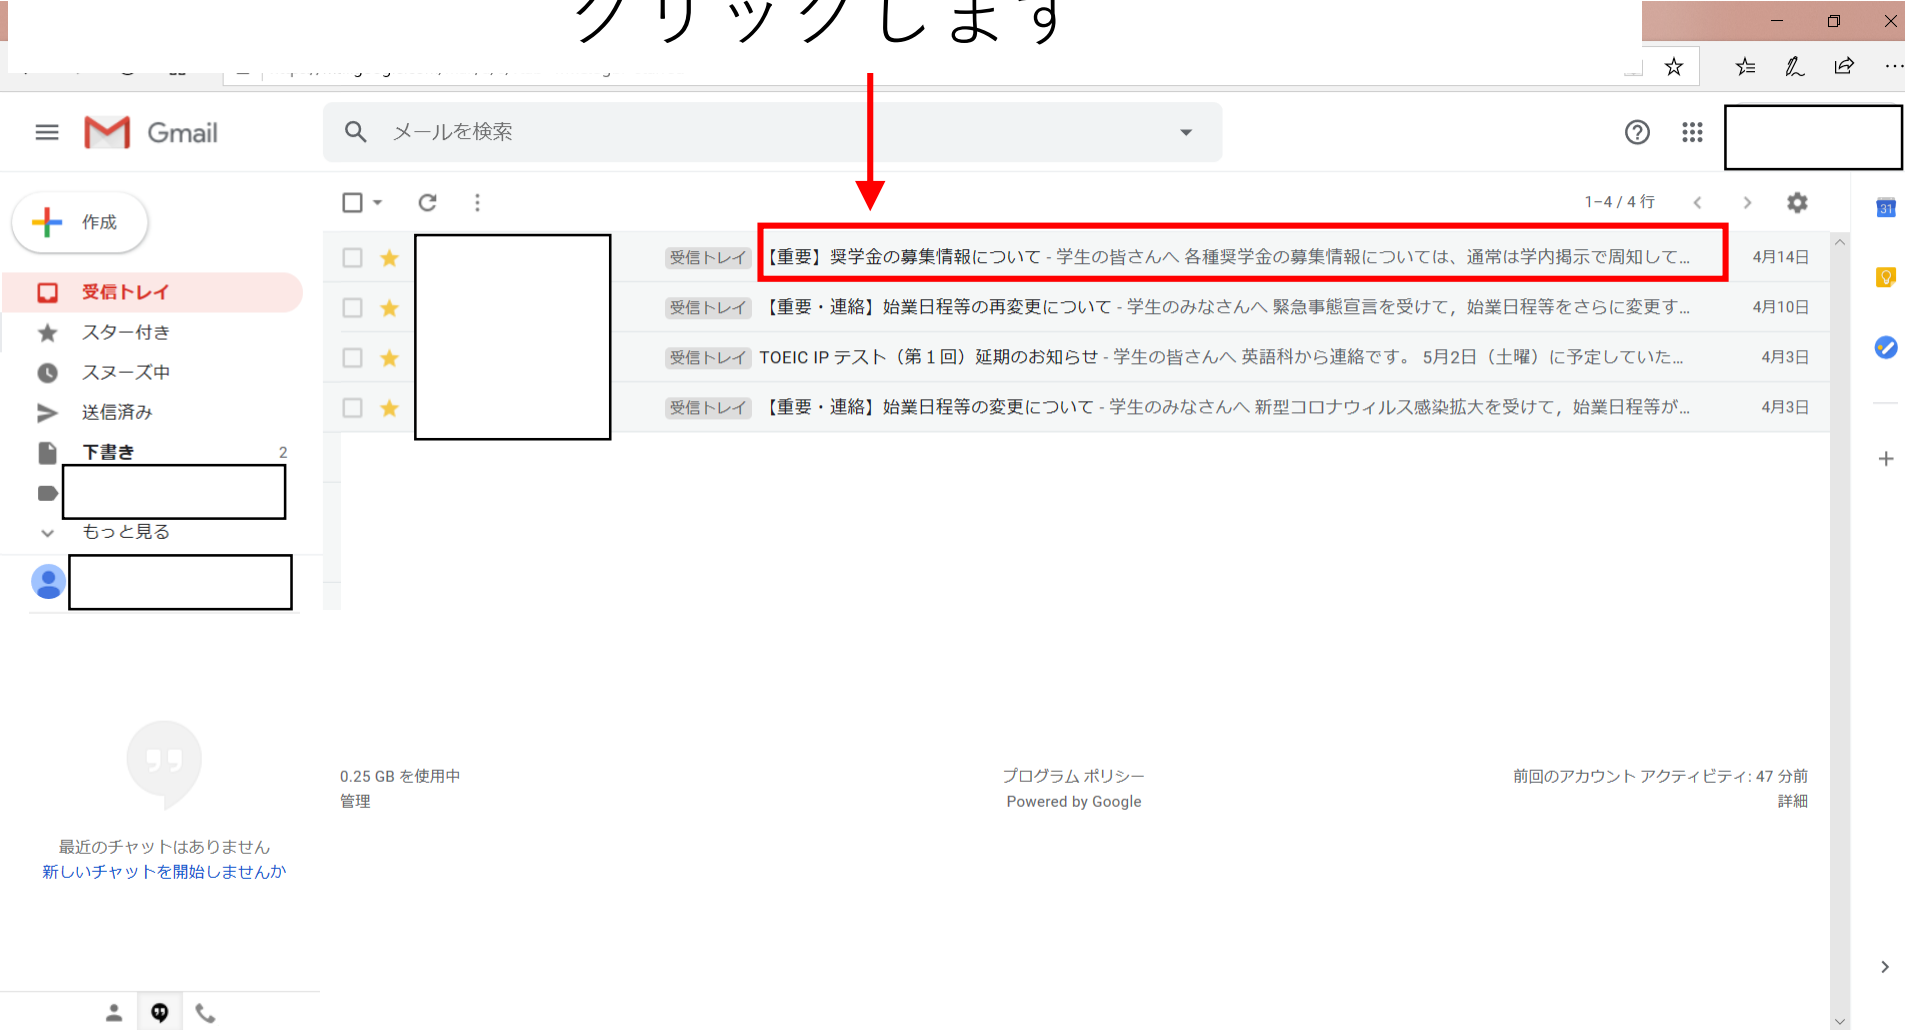 クリックします
Gmail
メールを検索
作成
1–4 / 4 行
31
受信トレイ
スター付き
スヌーズ中
送信済み
下書き 2
もっと見る
受信トレイ 【重要】奨学金の募集情報について - 学生の皆さんへ 各種奨学金の募集情報については、通常は学内掲示で周知して... 4月14日
受信トレイ 【重要・連絡】始業日程等の再変更について - 学生のみなさんへ 緊急事態宣言を受けて，始業日程等をさらに変更す... 4月10日
受信トレイ TOEIC IP テスト（第１回）延期のお知らせ - 学生の皆さんへ 英語科から連絡です。 5月2日（土曜）に予定していた... 4月3日
受信トレイ 【重要・連絡】始業日程等の変更について - 学生のみなさんへ 新型コロナウィルス感染拡大を受けて，始業日程等が... 4月3日
0.25 GB を使用中
管理
プログラム ポリシー
Powered by Google
前回のアカウント アクティビティ: 47 分前
詳細
最近のチャットはありません
新しいチャットを開始しませんか